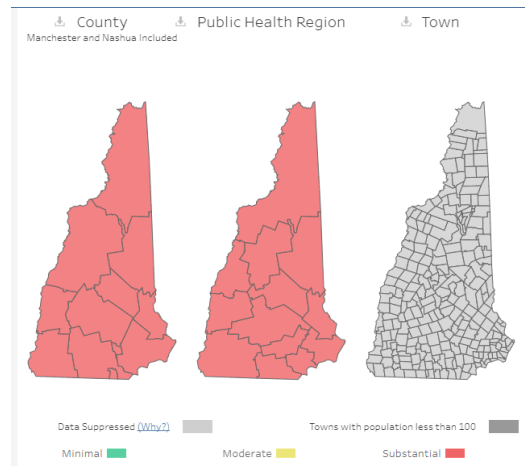 County
Public Health Region
Town
Manchester and Nashua Included
Data Suppressed (Why?)
Towns with population less than 100
Minimal
Moderate
Substantial